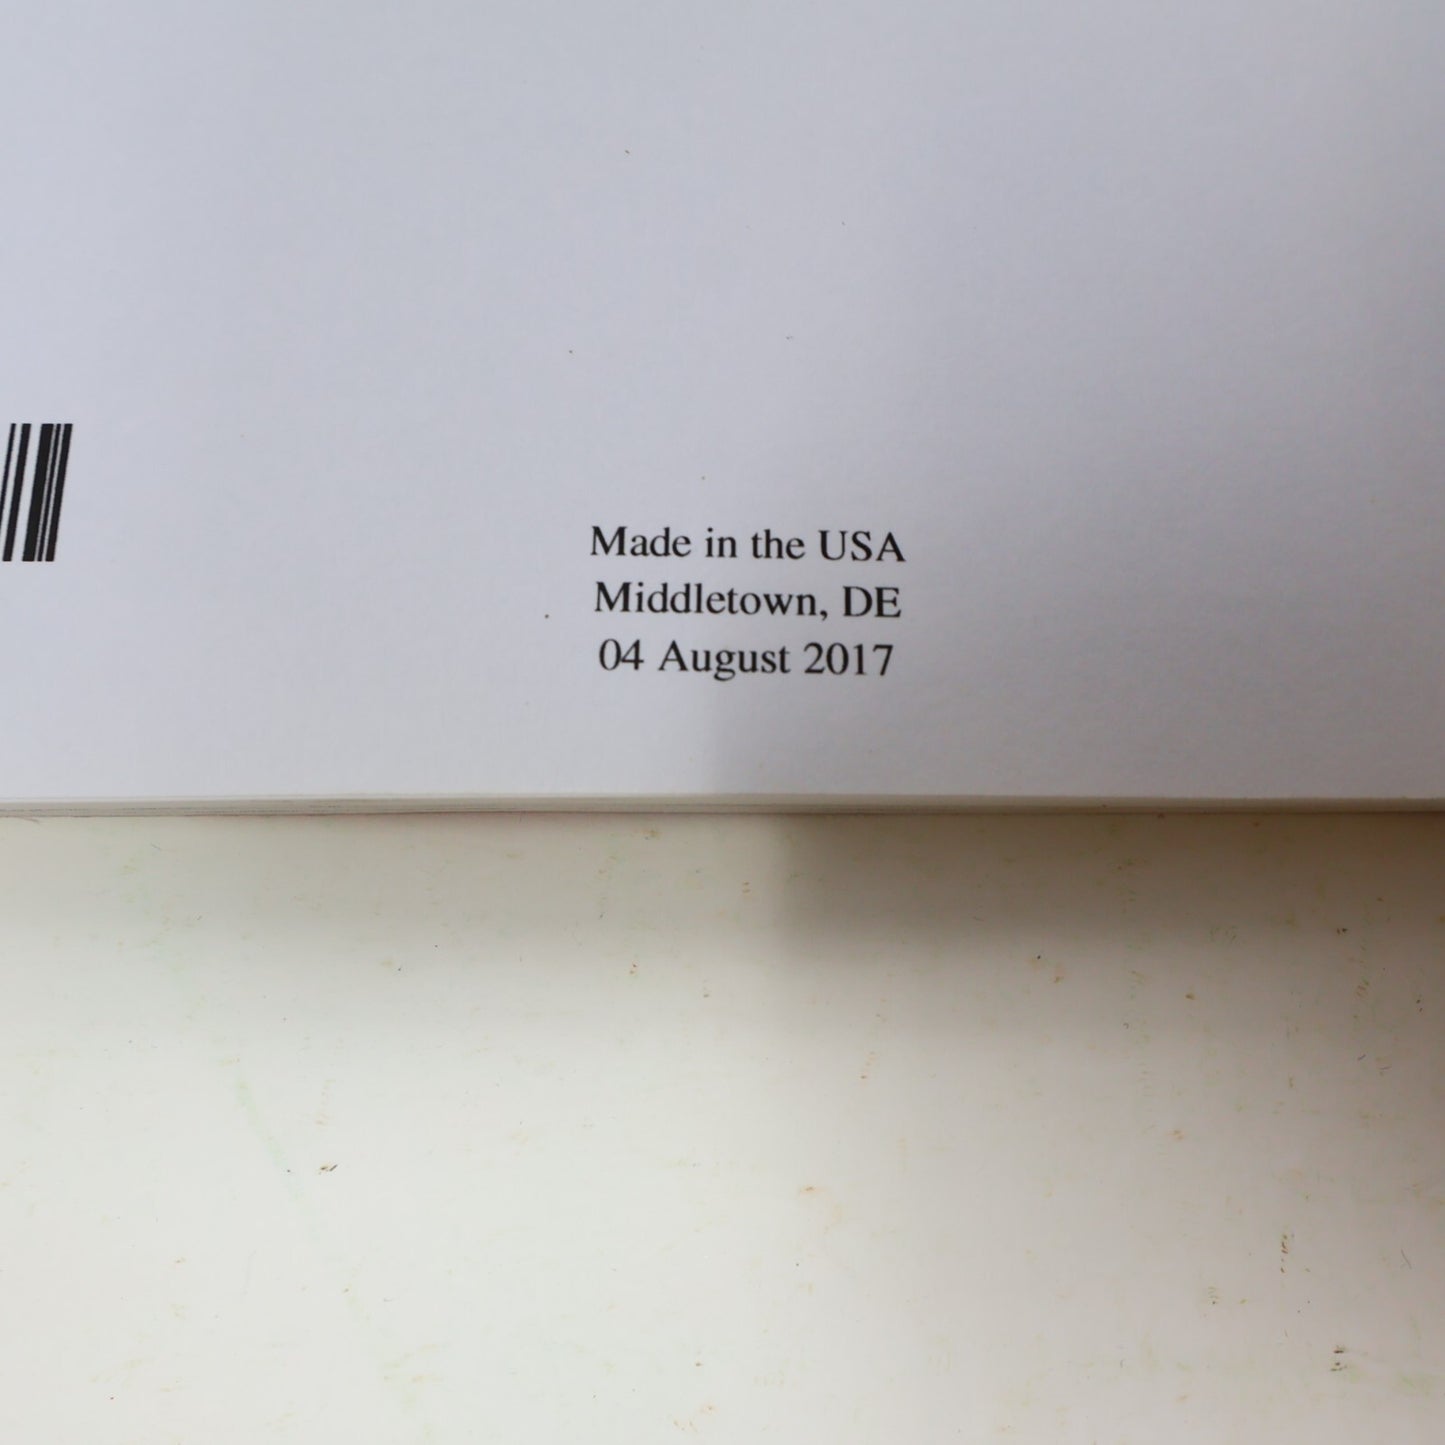 Made in the USA
Middletown, DE
04 August 2017